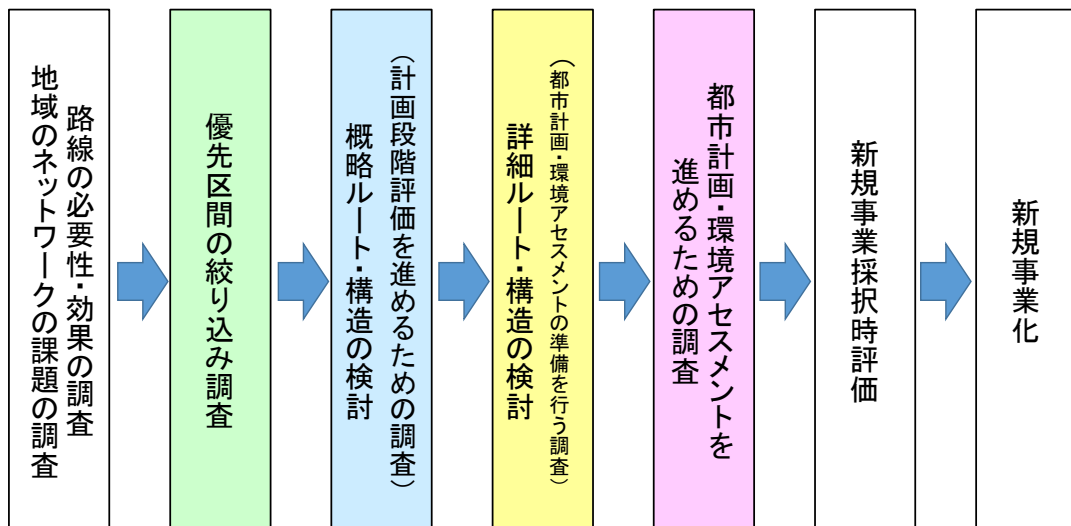 路線の必要性・効果の調査
地域のネットワークの課題の調査
優先区間の絞り込み調査
（計画段階評価を進めるための調査）
概略ルート・構造の検討
（都市計画・環境アセスメントの準備を行う調査）
詳細ルート・構造の検討
都市計画・環境アセスメントを
進めるための調査
新規事業採択時評価
新規事業化